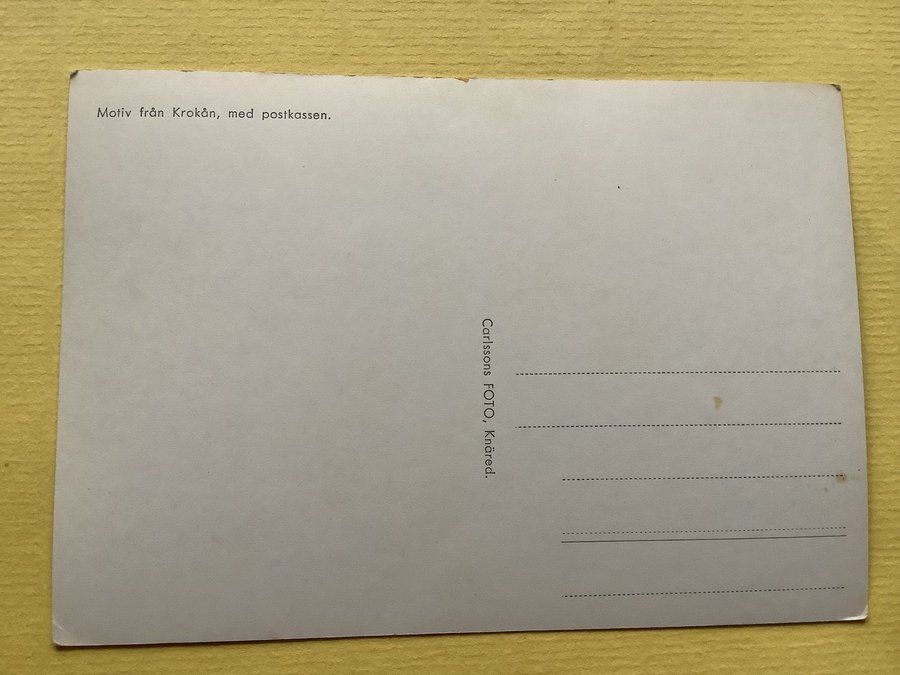 Motiv från Krokån, med postkassen.
Carlssons FOTO, Knäred.